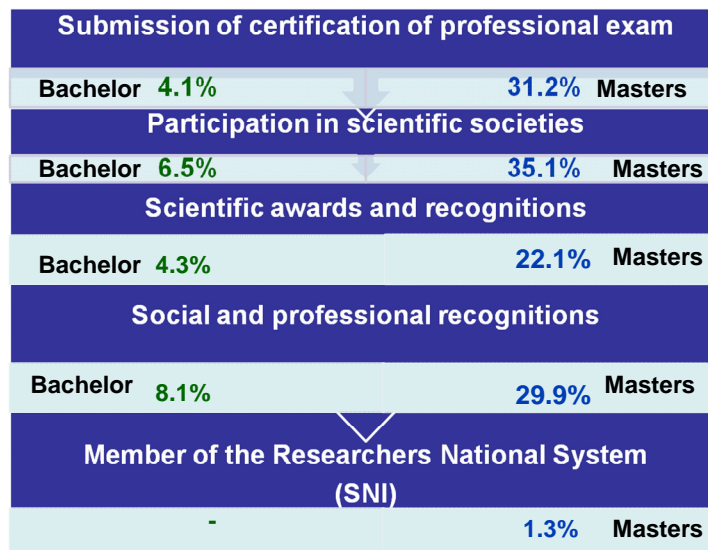 Submission of certification of professional exam
Bachelor 4.1% 31.2% Masters
Participation in scientific societies
Bachelor 6.5% 35.1% Masters
Scientific awards and recognitions
Bachelor 4.3% 22.1% Masters
Social and professional recognitions
Bachelor 8.1% 29.9% Masters
Member of the Researchers National System
(SNI)
- 1.3% Masters